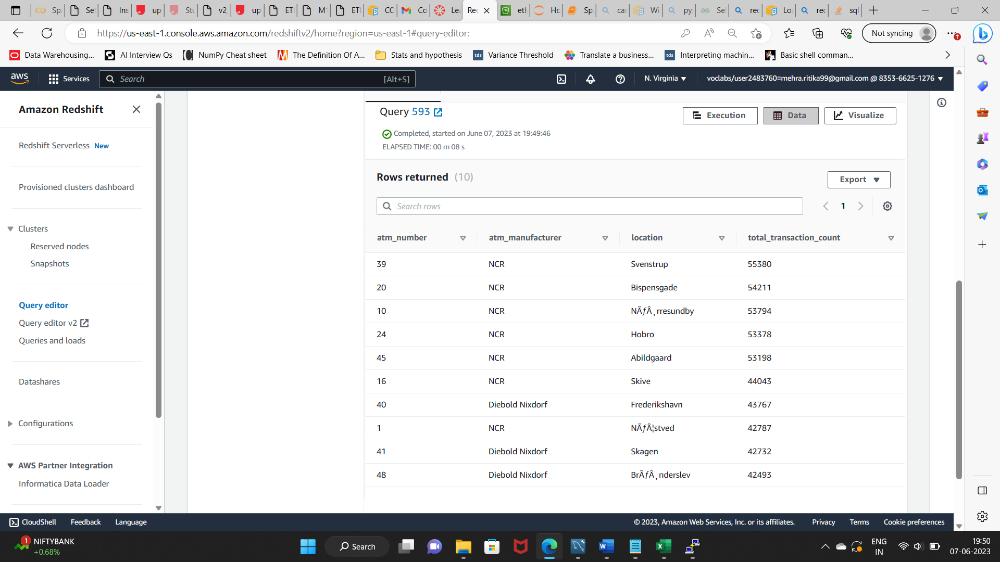 Spa
Set
Ins
up
Stu
v2_
up
ETL
M1
ETL
CC
Co
Lea
Rec
etl
Ho
Sp
cas
Wi
pys
Sel
rec
Loa
rec
sql
https://us-east-1.console.aws.amazon.com/redshiftv2/home?region=us-east-1#query-editor:
Not syncing
Data Warehousing...
AI Interview Qs
NumPy Cheat sheet
The Definition Of A...
Stats and hypothesis
tds Variance Threshold
Translate a business...
tds Interpreting machin...
Basic shell comman...
aws
Services
Search [Alt+S]
N. Virginia
voclabs/user2483760=mehra.ritika99@gmail.com @ 8353-6625-1276
Amazon Redshift
Redshift Serverless New
Provisioned clusters dashboard
Clusters
Reserved nodes
Snapshots
Query editor
Query editor v2
Queries and loads
Datashares
Configurations
AWS Partner Integration
Informatica Data Loader
Query 593
Execution
Data
Visualize
Completed, started on June 07, 2023 at 19:49:46
ELAPSED TIME: 00 m 08 s
Rows returned (10)
Export
Search rows
1
atm_number atm_manufacturer location total_transaction_count
39 NCR Svenstrup 55380
20 NCR Bispensgade 54211
10 NCR NÃƒÂ¸rresundby 53794
24 NCR Hobro 53378
45 NCR Abildgaard 53198
16 NCR Skive 44043
40 Diebold Nixdorf Frederikshavn 43767
1 NCR NÃƒÂ¦stved 42787
41 Diebold Nixdorf Skagen 42732
48 Diebold Nixdorf BrÃƒÂ¸nderslev 42493
CloudShell
Feedback
Language
© 2023, Amazon Web Services, Inc. or its affiliates.
Privacy
Terms
Cookie preferences
1
NIFTYBANK
+0.68%
Search
ENG
IN
19:50
07-06-2023